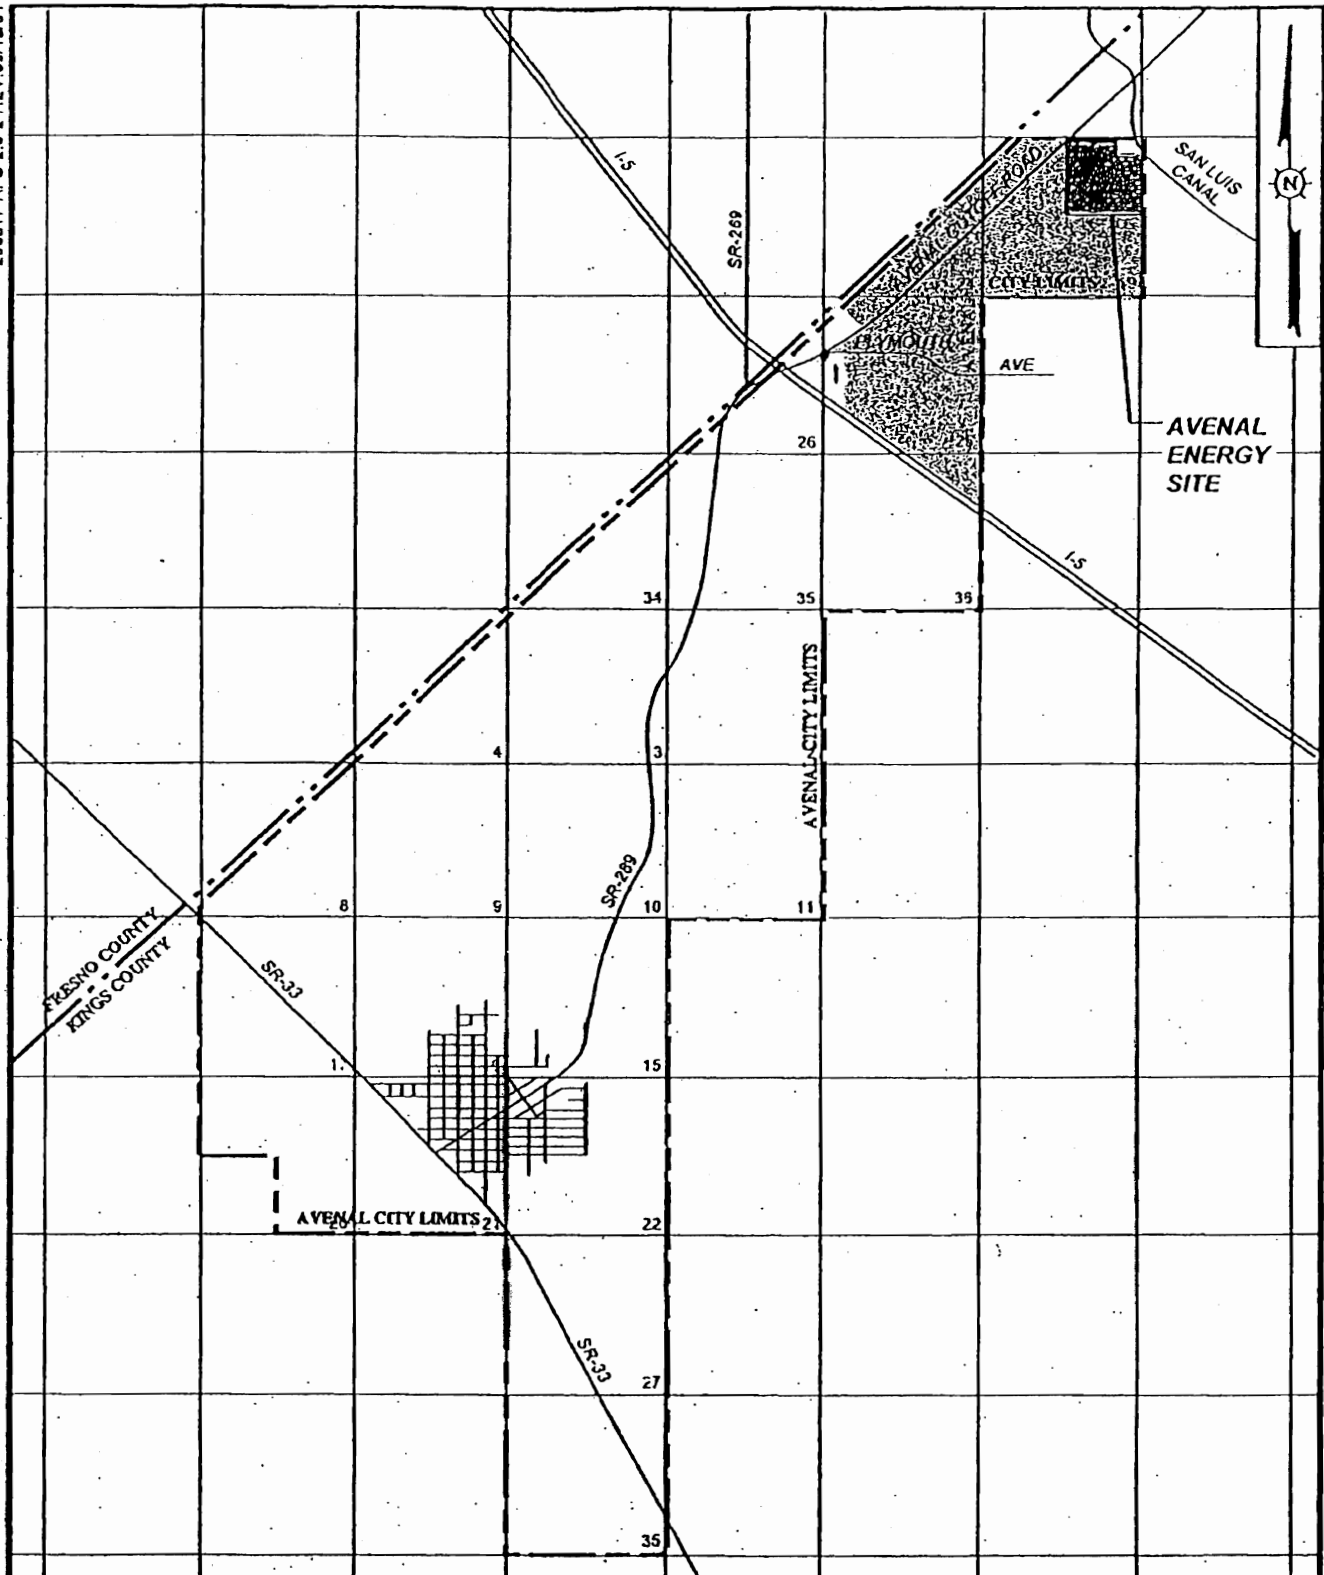 I-5
SR-269
AVENAL CUTOFF ROAD
SAN LUIS
CANAL
N
CITY LIMITS
PLYMOUTH
AVE
AVENAL
ENERGY
SITE
26
I-5
34
35
36
AVENAL CITY LIMITS
4
3
SR-269
8
9
10
11
FRESNO COUNTY
KINGS COUNTY
SR-33
15
AVENAL CITY LIMITS
22
SR-33
27
35